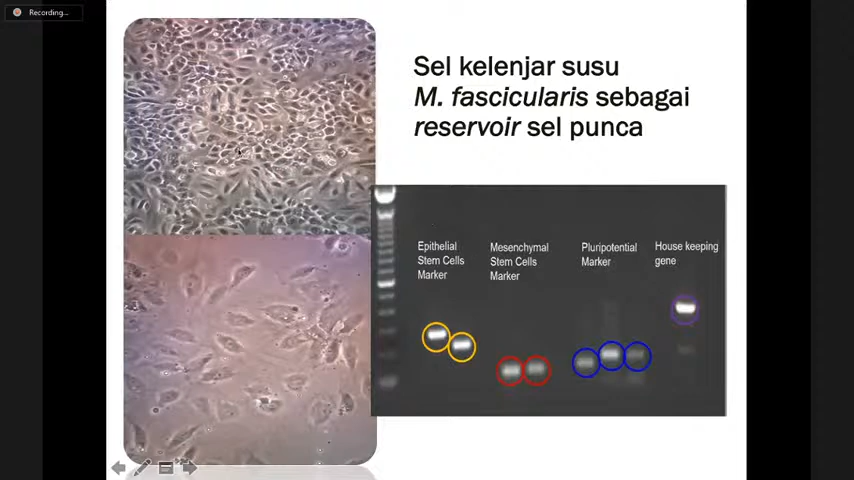 Recording...
Sel kelenjar susu
M. fascicularis sebagai
reservoir sel punca
Epithelial
Stem Cells
Marker
Mesenchymal
Stem Cells
Marker
Pluripotential
Marker
House keeping
gene